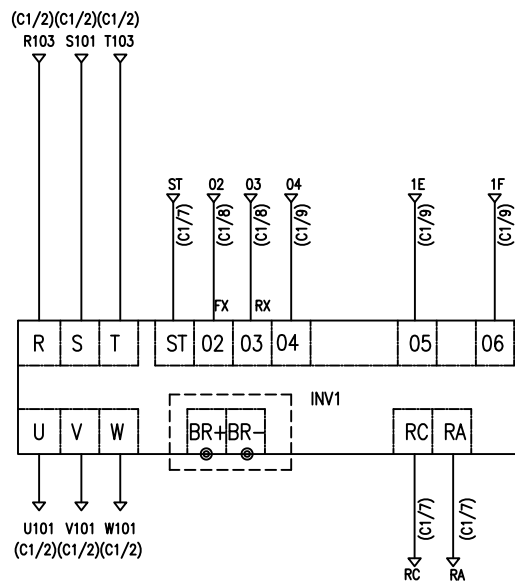 (C1/2)(C1/2)(C1/2)
R103 S101 T103
ST 02 03 04 1E 1F
(C1/7) (C1/8) (C1/8) (C1/9) (C1/9) (C1/9)
FX RX
R S T ST 02 03 04 05 06
INV1
U V W BR+ BR- RC RA
U101 V101 W101
(C1/2)(C1/2)(C1/2)
(C1/7) (C1/7)
RC RA